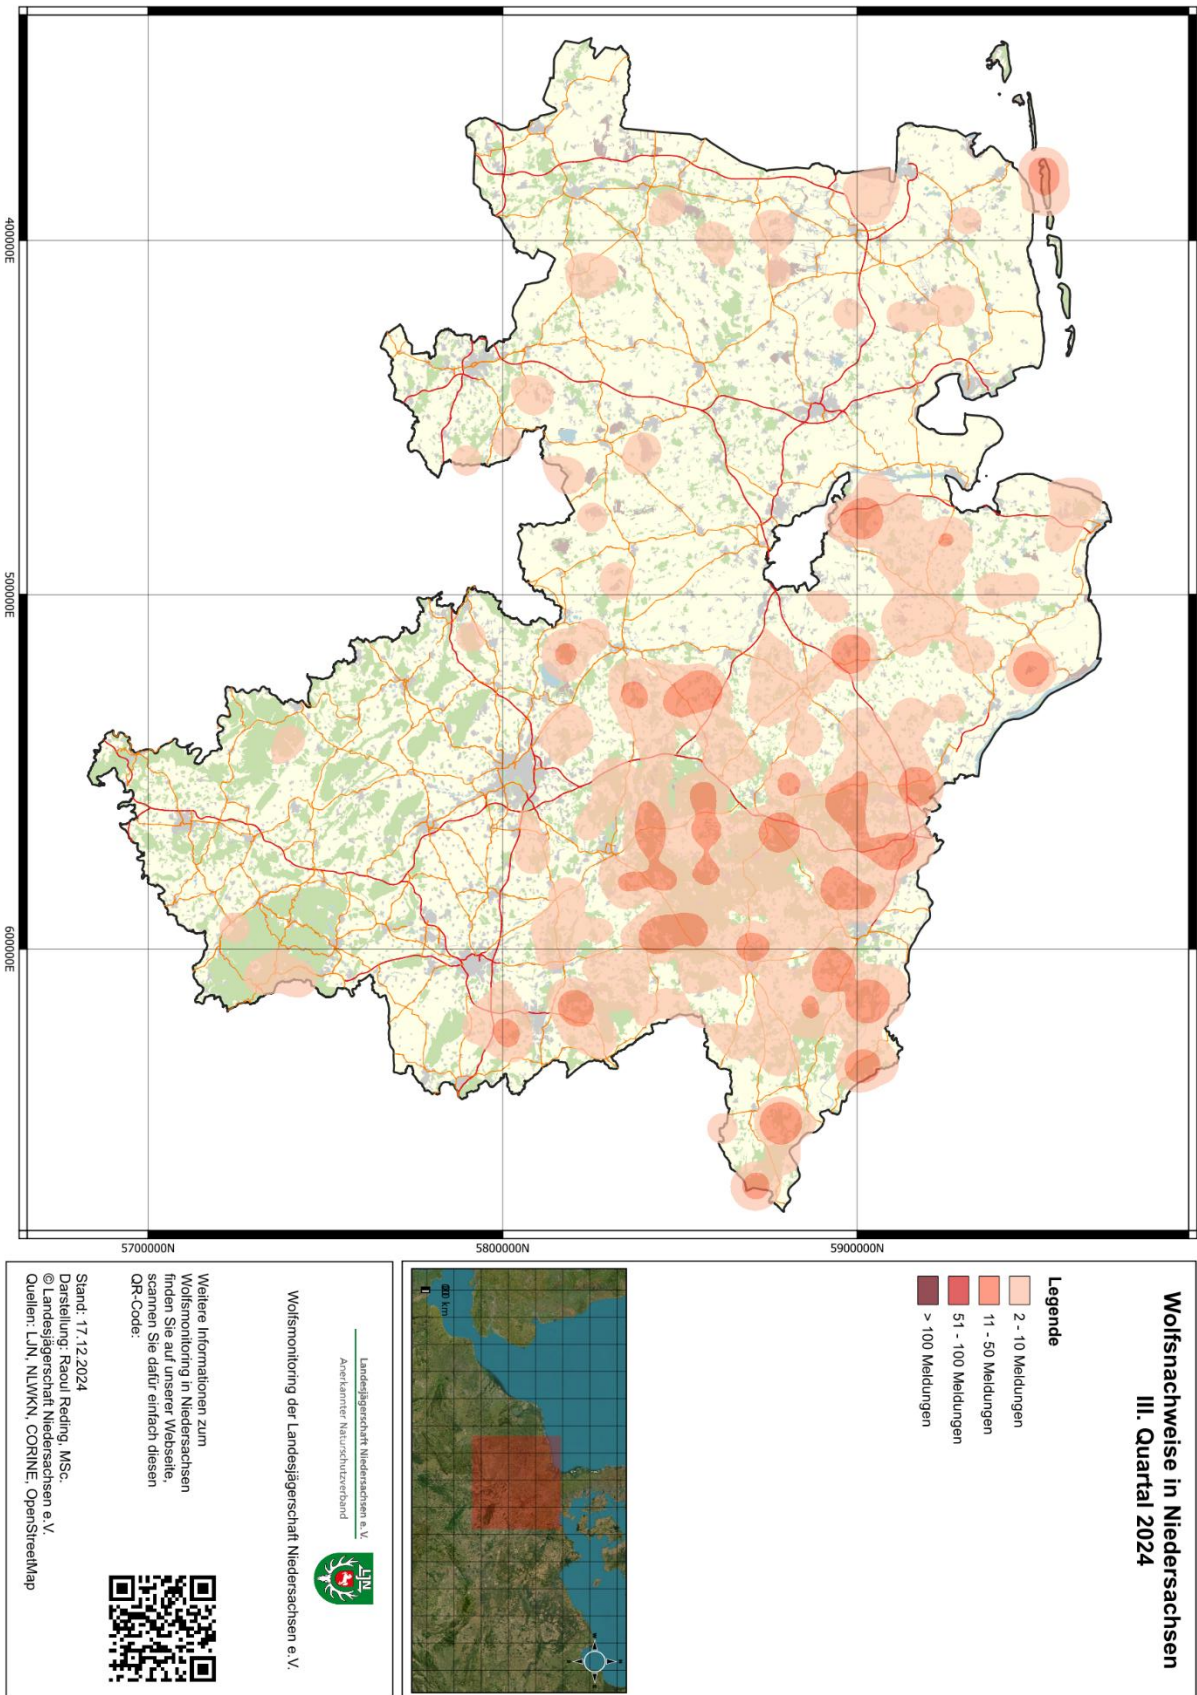 Wolfsnachweise in Niedersachsen
III. Quartal 2024
Legende
2 - 10 Meldungen
11 - 50 Meldungen
51 - 100 Meldungen
> 100 Meldungen
400000E
500000E
600000E
5900000N
5800000N
5700000N
km
Landesjägerschaft Niedersachsen e. V.
Anerkannter Naturschutzverband
LJN
Wolfsmonitoring der Landesjägerschaft Niedersachsen e.V.
Weitere Informationen zum
Wolfsmonitoring in Niedersachsen
finden Sie auf unserer Webseite,
scannen Sie dafür einfach diesen
QR-Code:
Stand: 17.12.2024
Darstellung: Raoul Reding, MSc.
© Landesjägerschaft Niedersachsen e.V.
Quellen: LJN, NLWKN, CORINE, OpenStreetMap